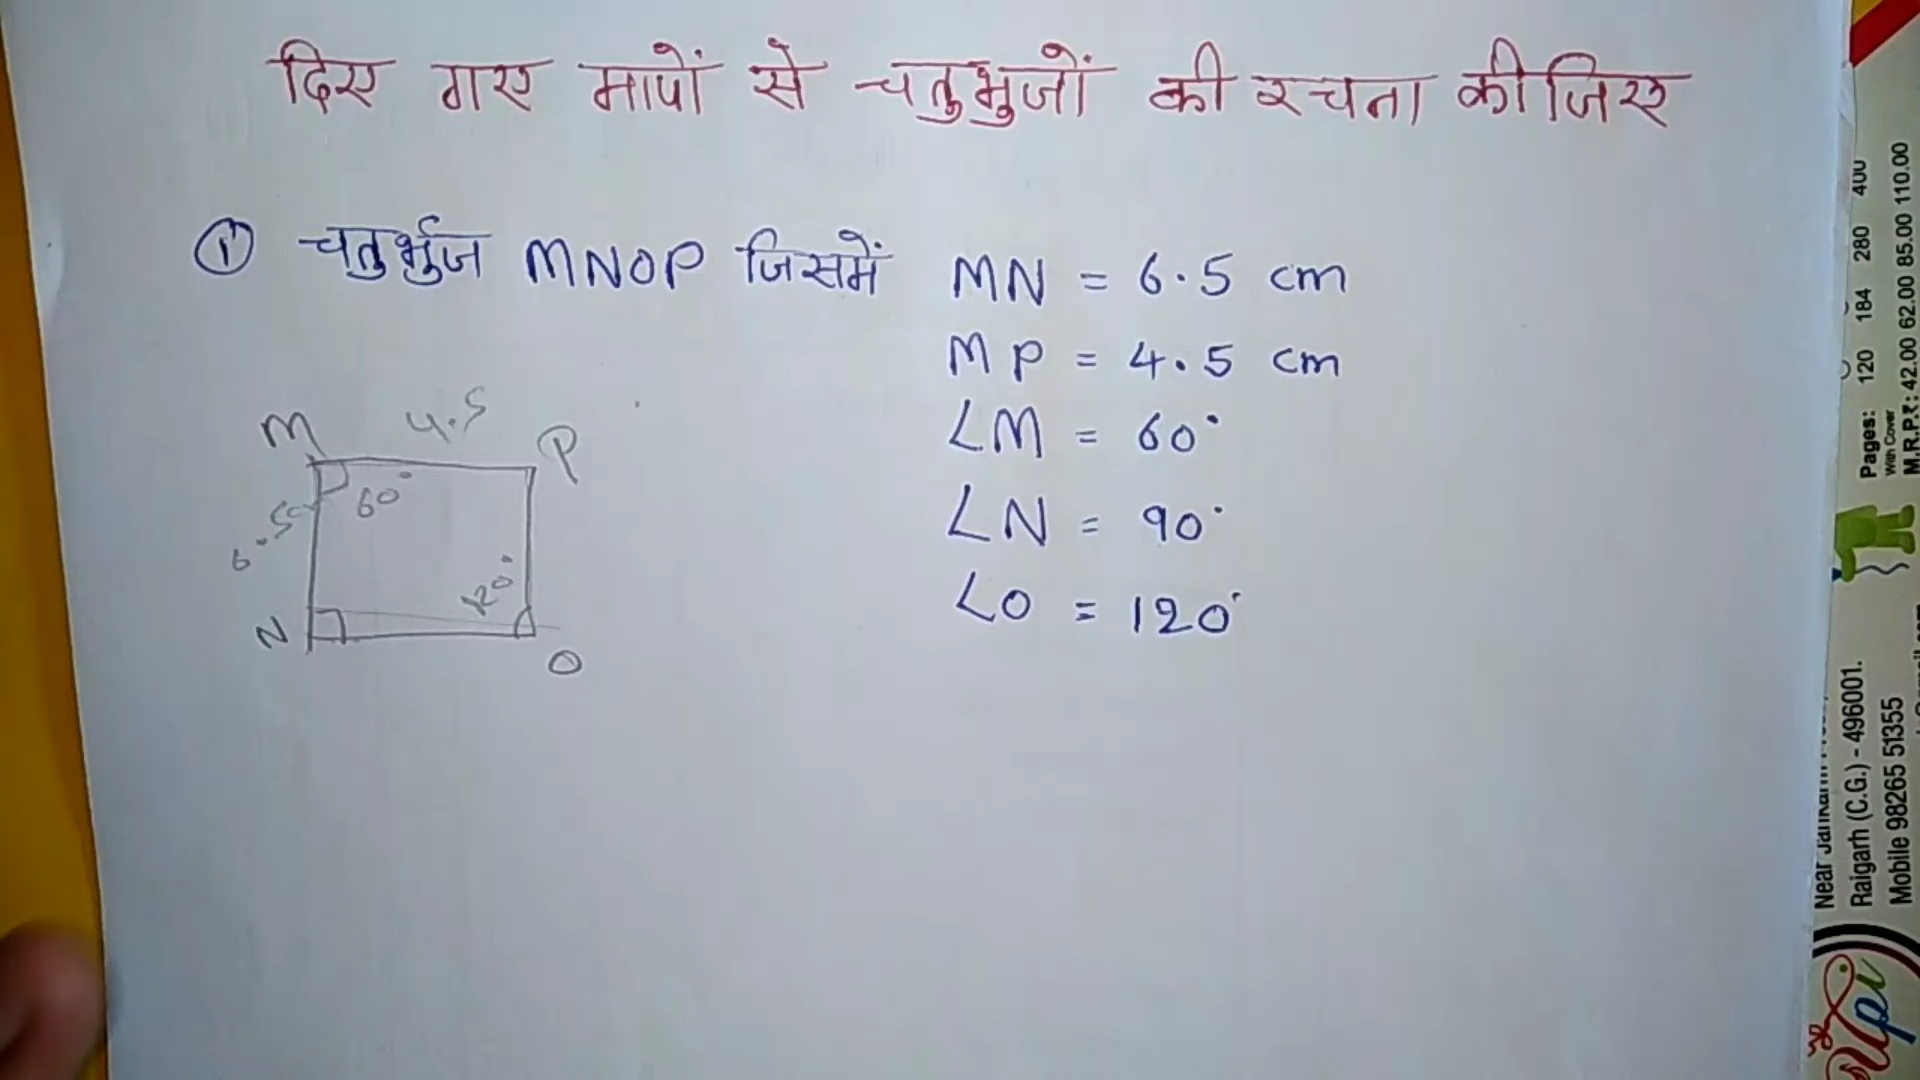 दिए गए मापों से चतुभुजों की रचना कीजिए
① चतुर्भुज MNOP जिसमें MN = 6.5 cm
MP = 4.5 cm
∠M = 60°
∠N = 90°
∠O = 120°
M 4.5 P
60°
6.5
120°
N
O
Pages: 120 184 280 400
With Cover
M.R.P.₹: 42.00 62.00 85.00 110.00
Raigarh (C.G.) - 496001.
Mobile 98265 51355